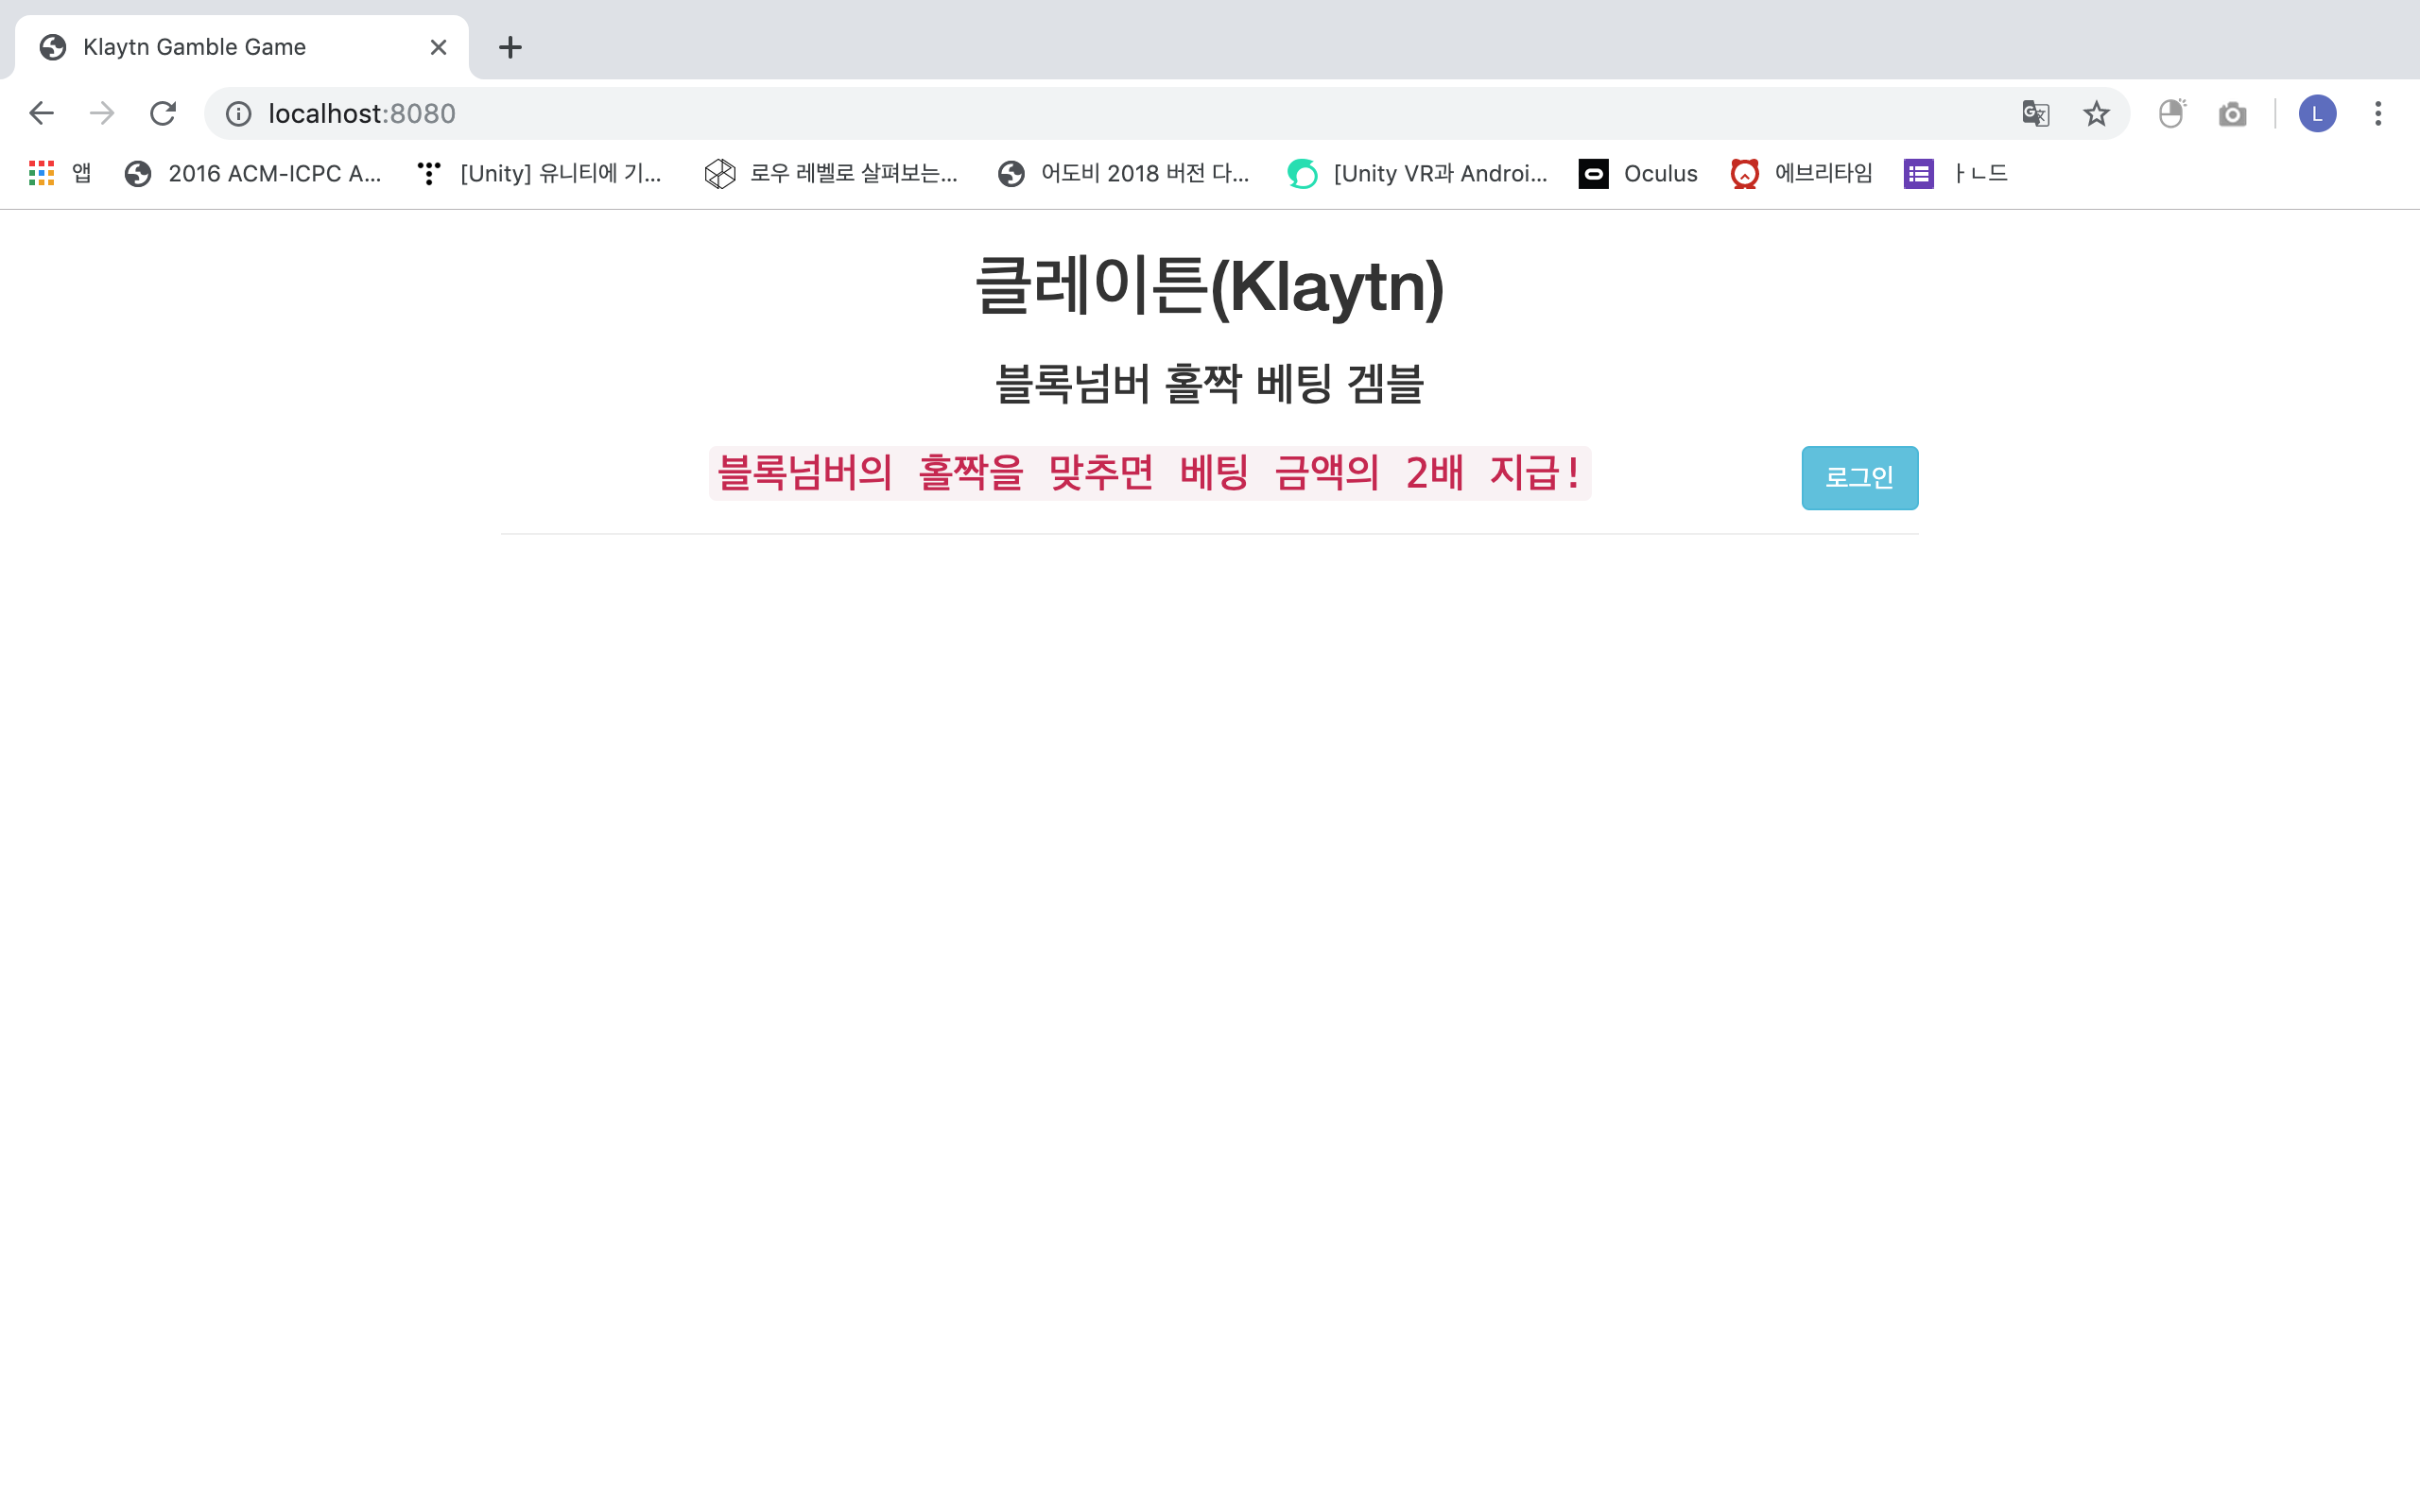 Klaytn Gamble Game
localhost:8080
L
앱
2016 ACM-ICPC A...
[Unity] 유니티에 기...
로우 레벨로 살펴보는...
어도비 2018 버전 다...
[Unity VR과 Androi...
Oculus
에브리타임
ㅏㄴ드
클레이튼(Klaytn)
블록넘버 홀짝 베팅 겜블
블록넘버의 홀짝을 맞추면 베팅 금액의 2배 지급!
로그인